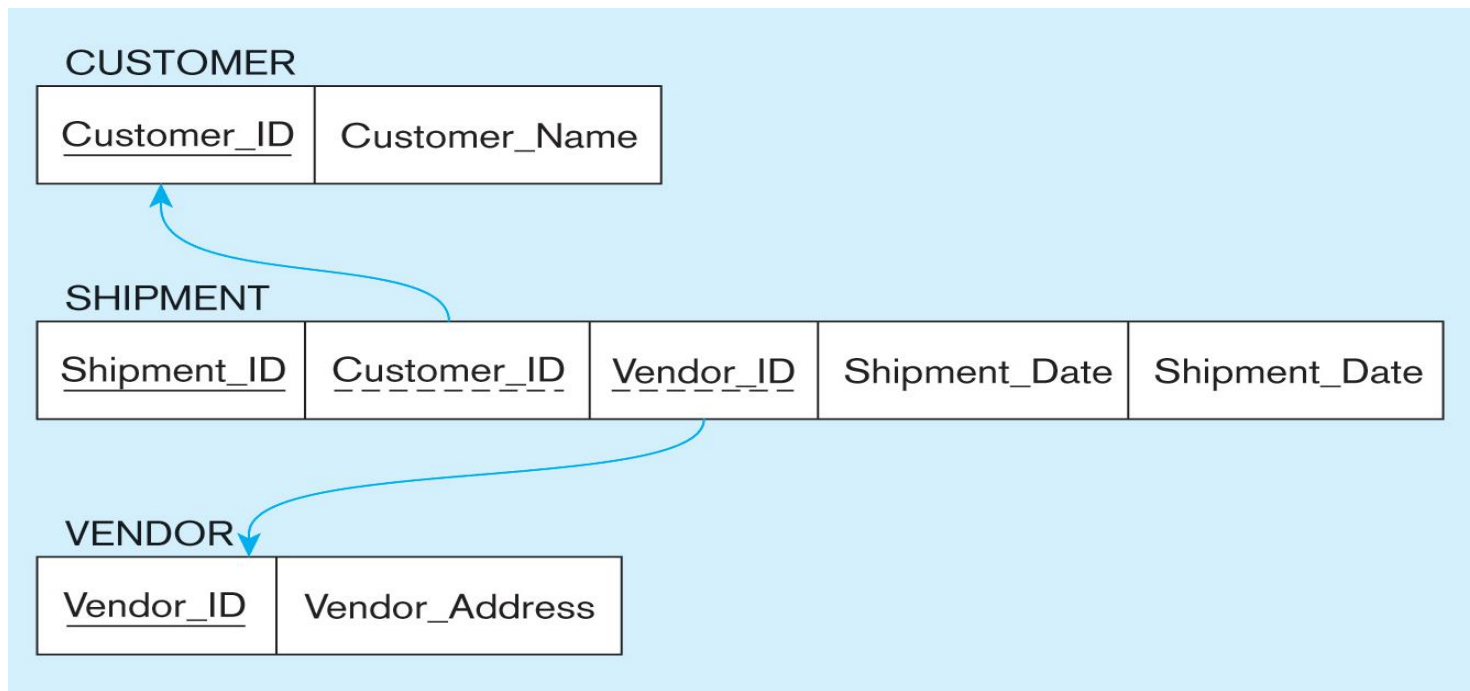 CUSTOMER
Customer_ID Customer_Name
SHIPMENT
Shipment_ID Customer_ID Vendor_ID Shipment_Date Shipment_Date
VENDOR
Vendor_ID Vendor_Address